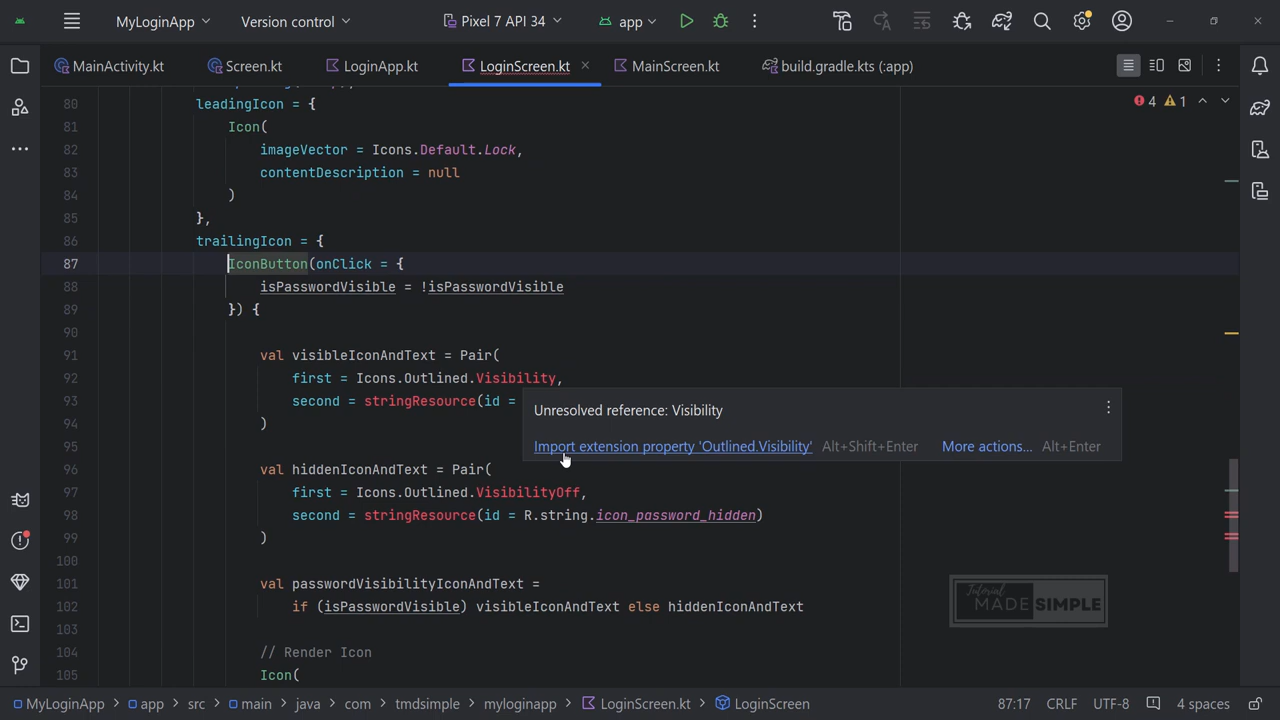 MyLoginApp
Version control
Pixel 7 API 34
app
MainActivity.kt
Screen.kt
LoginApp.kt
LoginScreen.kt
MainScreen.kt
build.gradle.kts (:app)
4
1
80 leadingIcon = {
81 Icon(
82 imageVector = Icons.Default.Lock,
83 contentDescription = null
84 )
85 },
86 trailingIcon = {
87 IconButton(onClick = {
88 isPasswordVisible = !isPasswordVisible
89 }) {
90
91 val visibleIconAndText = Pair(
92 first = Icons.Outlined.Visibility,
93 second = stringResource(id =
94 )
95
96 val hiddenIconAndText = Pair(
97 first = Icons.Outlined.VisibilityOff,
98 second = stringResource(id = R.string.icon_password_hidden)
99 )
100
101 val passwordVisibilityIconAndText =
102 if (isPasswordVisible) visibleIconAndText else hiddenIconAndText
103
104 // Render Icon
105 Icon(
Unresolved reference: Visibility
Import extension property 'Outlined.Visibility' Alt+Shift+Enter More actions... Alt+Enter
Tutorial
MADE SIMPLE
MyLoginApp > app > src > main > java > com > tmdsimple > myloginapp > LoginScreen.kt > LoginScreen
87:17 CRLF UTF-8 4 spaces